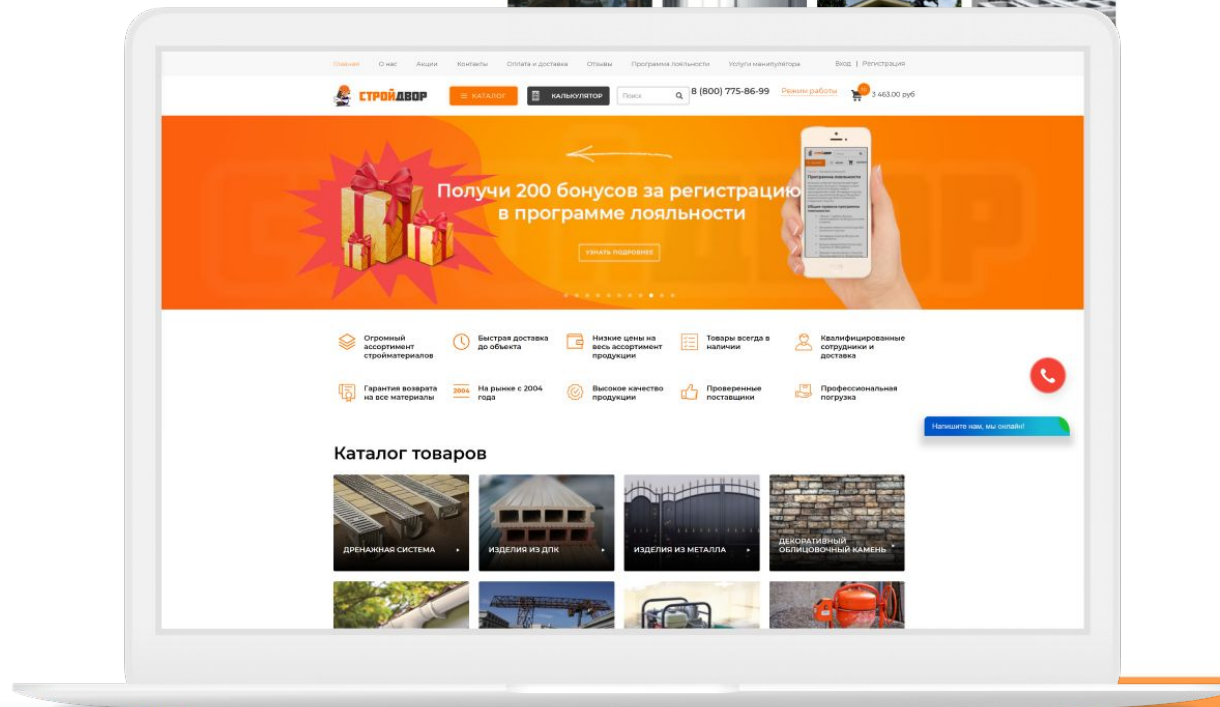 Главная О нас Акции Контакты Оплата и доставка Отзывы Программа лояльности Услуги манипулятора Вход | Регистрация
СТРОЙДВОР КАТАЛОГ КАЛЬКУЛЯТОР Поиск 8 (800) 775-86-99 Режим работы 3 463.00 руб
Получи 200 бонусов за регистрацию
в программе лояльности
УЗНАТЬ ПОДРОБНЕЕ
Программа лояльности
Огромный
ассортимент
стройматериалов
Быстрая доставка
до объекта
Низкие цены на
весь ассортимент
продукции
Товары всегда в
наличии
Квалифицированные
сотрудники и
доставка
Гарантия возврата
на все материалы
2004
На рынке с 2004
года
Высокое качество
продукции
Проверенные
поставщики
Профессиональная
погрузка
Напишите нам, мы онлайн!
Каталог товаров
ДРЕНАЖНАЯ СИСТЕМА
ИЗДЕЛИЯ ИЗ ДПК
ИЗДЕЛИЯ ИЗ МЕТАЛЛА
ДЕКОРАТИВНЫЙ
ОБЛИЦОВОЧНЫЙ КАМЕНЬ